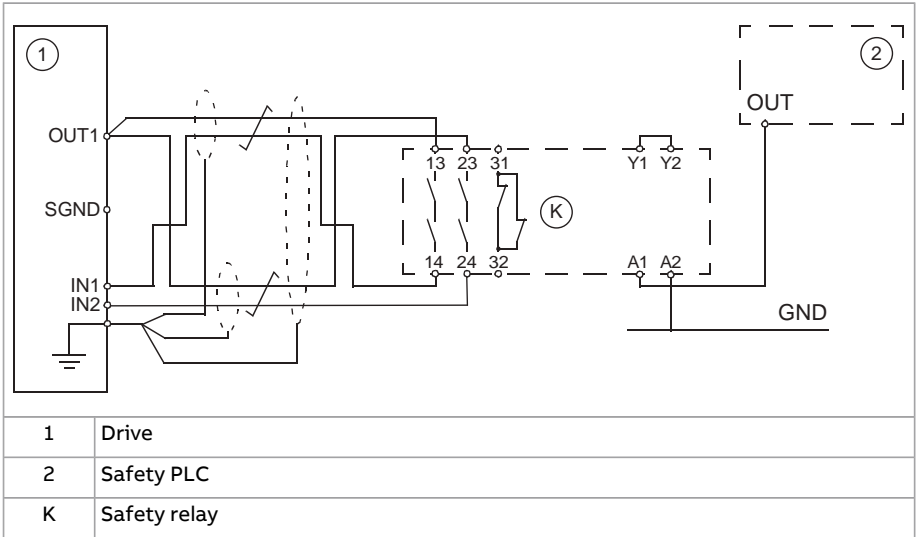 1
2
OUT
OUT1
13 23 31
Y1 Y2
SGND
K
14 24 32
A1 A2
IN1
IN2
GND
1 Drive
2 Safety PLC
K Safety relay